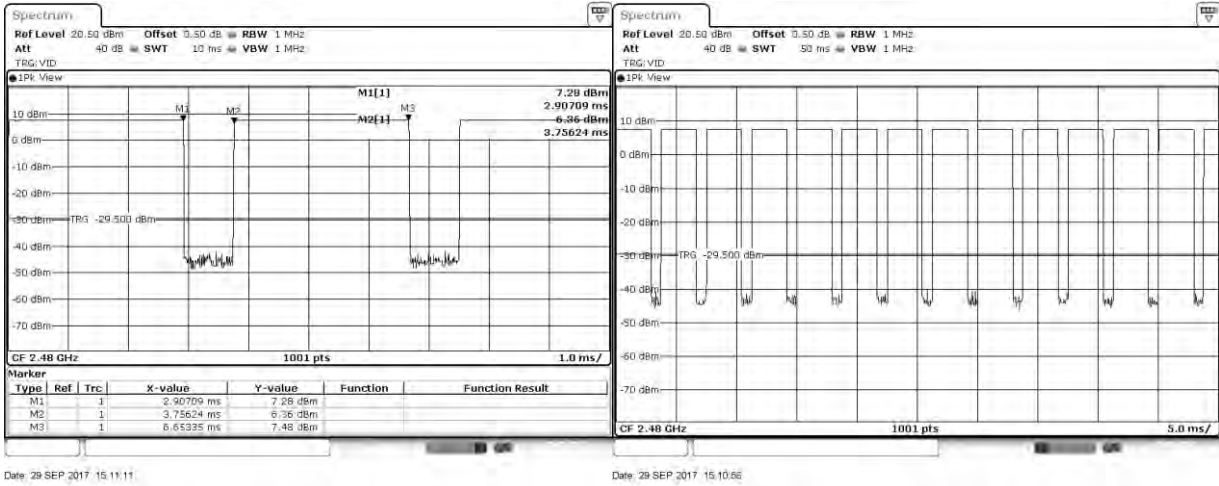 Spectrum
Ref Level 20.50 dBm Offset 0.50 dB RBW 1 MHz
Att 40 dB SWT 10 ms VBW 1 MHz
TRG:VID
1Pk View
M1[1] 7.28 dBm
2.90709 ms
M2[1] 6.36 dBm
3.75624 ms
M1
M2
M3
10 dBm
0 dBm
-10 dBm
-20 dBm
-30 dBm
TRG -29.500 dBm
-40 dBm
-50 dBm
-60 dBm
-70 dBm
CF 2.48 GHz 1001 pts 1.0 ms/
Marker
Type Ref Trc X-value Y-value Function Function Result
M1 1 2.90709 ms 7.28 dBm
M2 1 3.75624 ms 6.36 dBm
M3 1 6.65335 ms 7.48 dBm
Date: 29 SEP 2017 15:11:11
Spectrum
Ref Level 20.50 dBm Offset 0.50 dB RBW 1 MHz
Att 40 dB SWT 50 ms VBW 1 MHz
TRG:VID
1Pk View
10 dBm
0 dBm
-10 dBm
-20 dBm
-30 dBm
TRG -29.500 dBm
-40 dBm
-50 dBm
-60 dBm
-70 dBm
CF 2.48 GHz 1001 pts 5.0 ms/
Date: 29 SEP 2017 15:10:56